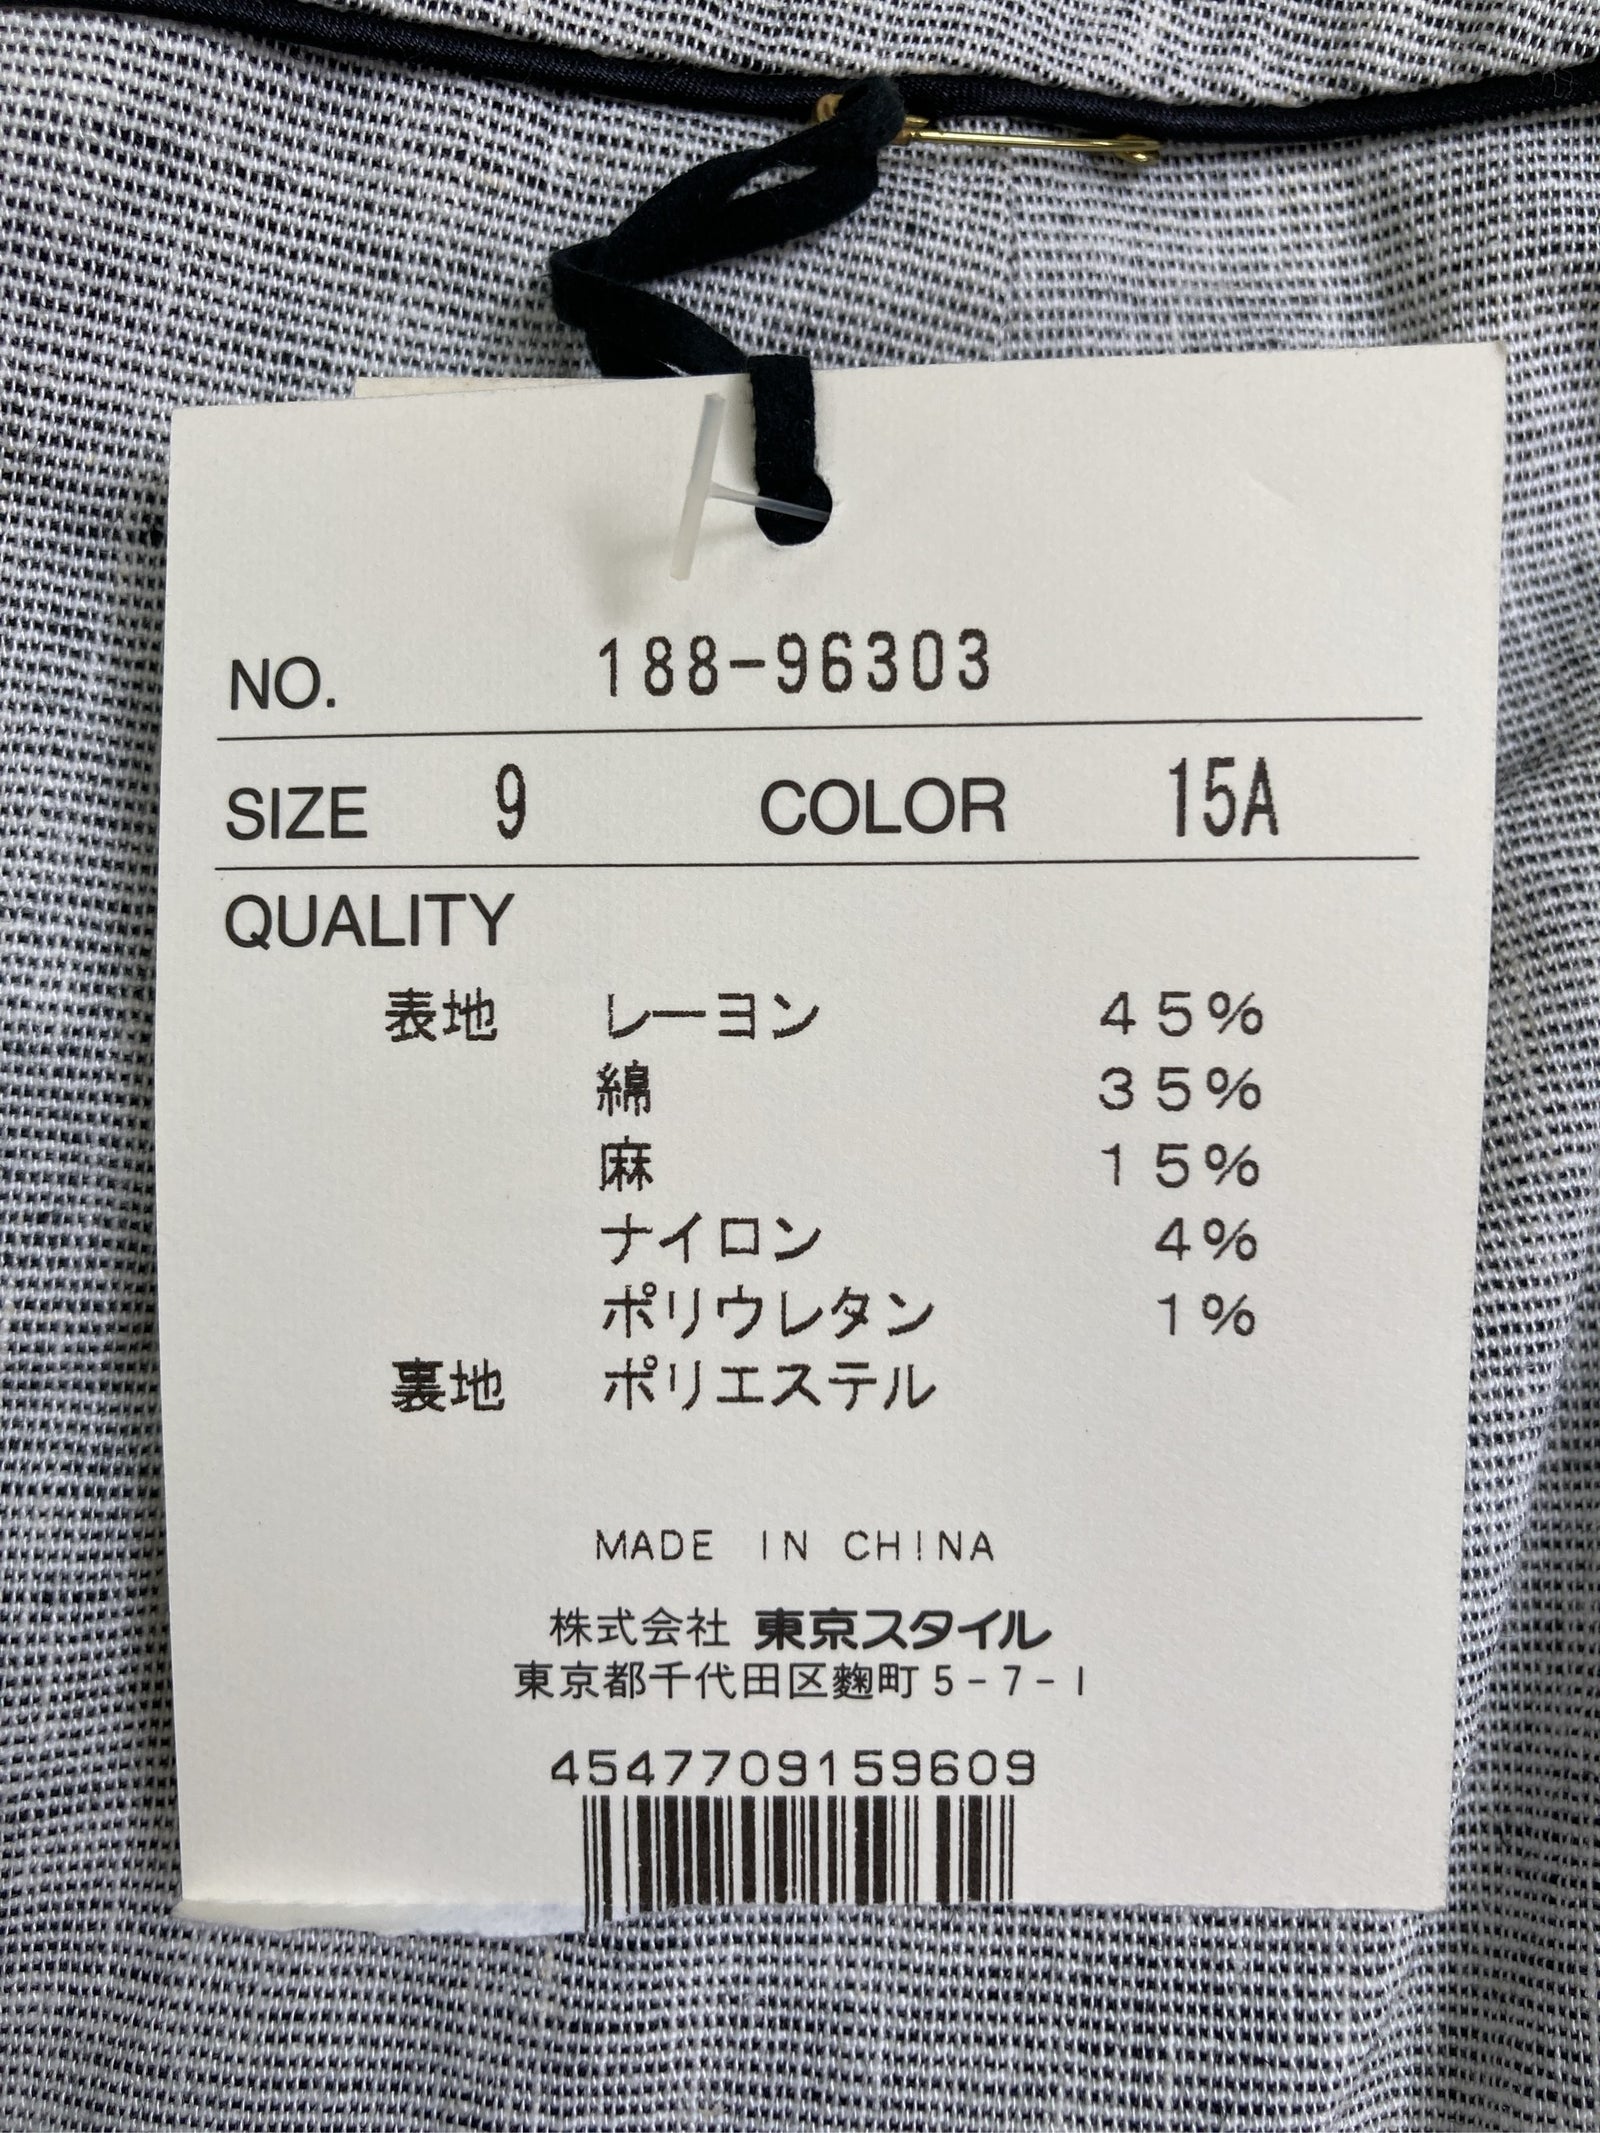 NO. 188-96303
SIZE 9 COLOR 15A
QUALITY
表地 レーヨン 45%
綿 35%
麻 15%
ナイロン 4%
ポリウレタン 1%
裏地 ポリエステル
MADE IN CHINA
株式会社 東京スタイル
東京都千代田区麹町5-7-1
4547709159609